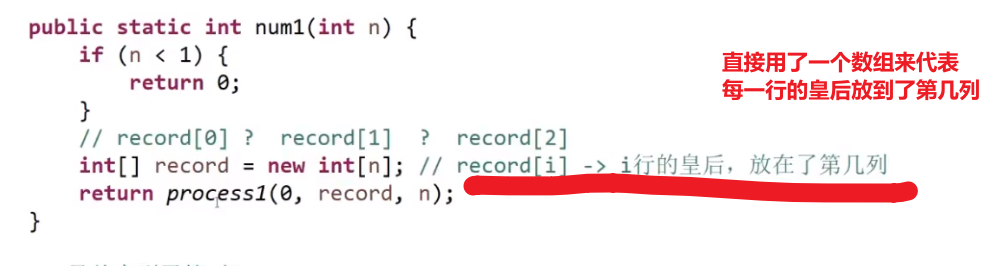 public static int num1(int n) {
if (n < 1) {
return 0;
}
// record[0] ?  record[1]  ?  record[2]
int[] record = new int[n]; // record[i] -> i行的皇后，放在了第几列
return process1(0, record, n);
}
直接用了一个数组来代表
每一行的皇后放到了第几列